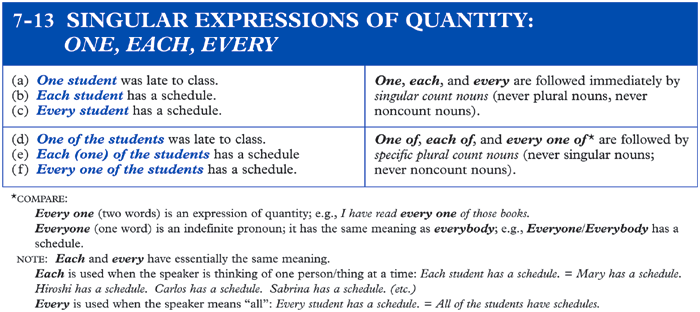 7-13 SINGULAR EXPRESSIONS OF QUANTITY:
ONE, EACH, EVERY
(a) One student was late to class.
(b) Each student has a schedule.
(c) Every student has a schedule.
One, each, and every are followed immediately by
singular count nouns (never plural nouns, never
noncount nouns).
(d) One of the students was late to class.
(e) Each (one) of the students has a schedule
(f) Every one of the students has a schedule.
One of, each of, and every one of* are followed by
specific plural count nouns (never singular nouns;
never noncount nouns).
*COMPARE:
Every one (two words) is an expression of quantity; e.g., I have read every one of those books.
Everyone (one word) is an indefinite pronoun; it has the same meaning as everybody; e.g., Everyone/Everybody has a
schedule.
NOTE: Each and every have essentially the same meaning.
Each is used when the speaker is thinking of one person/thing at a time: Each student has a schedule. = Mary has a schedule.
Hiroshi has a schedule. Carlos has a schedule. Sabrina has a schedule. (etc.)
Every is used when the speaker means “all”: Every student has a schedule. = All of the students have schedules.